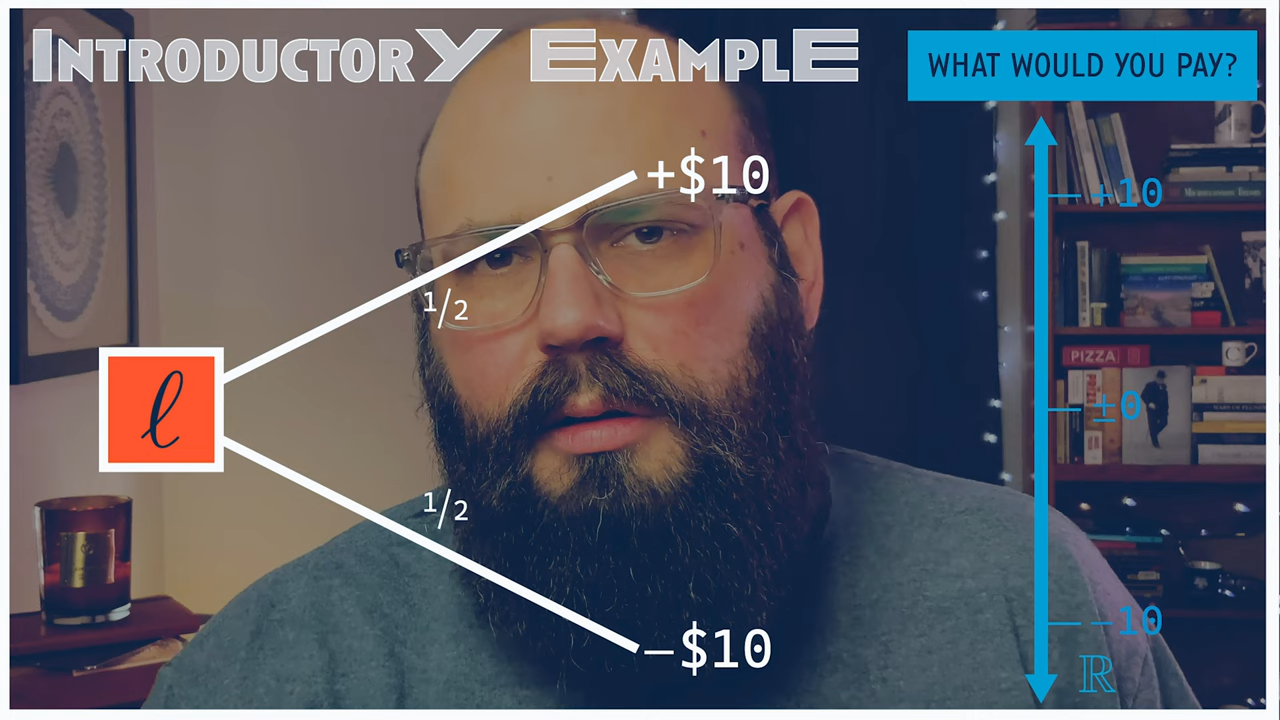 IntroductorY ExamplE
WHAT WOULD YOU PAY?
+$10
+10
1/2
±0
ℓ
PIZZA
1/2
−10
−$10
ℝ